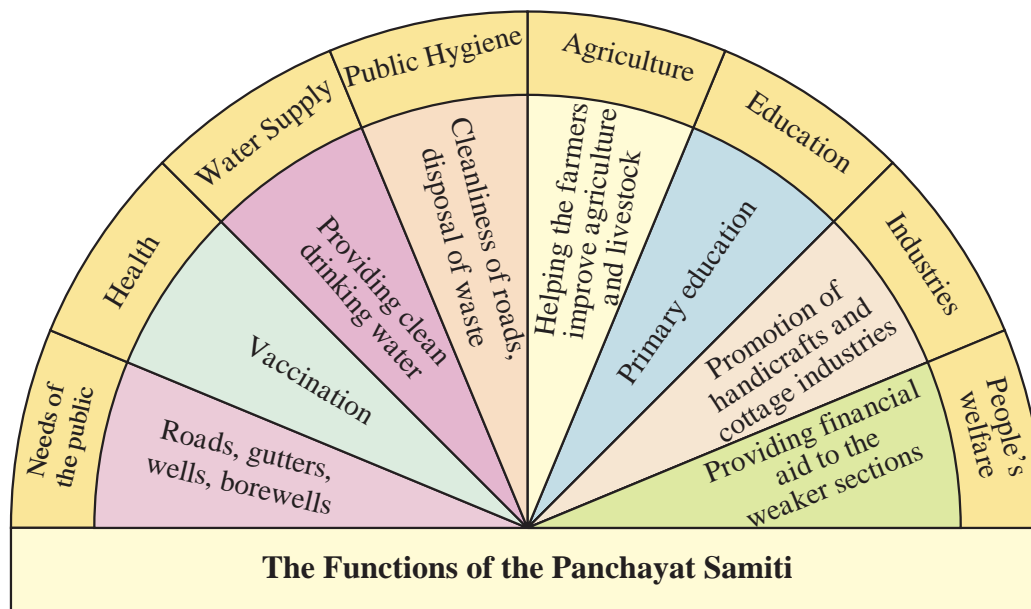 Needs of
the public
Roads, gutters,
wells, borewells
Health
Vaccination
Water Supply
Providing clean
drinking water
Public Hygiene
Cleanliness of roads,
disposal of waste
Agriculture
Helping the farmers
improve agriculture
and livestock
Education
Primary education
Industries
Promotion of
handicrafts and
cottage industries
People's
welfare
Providing financial
aid to the
weaker sections
The Functions of the Panchayat Samiti